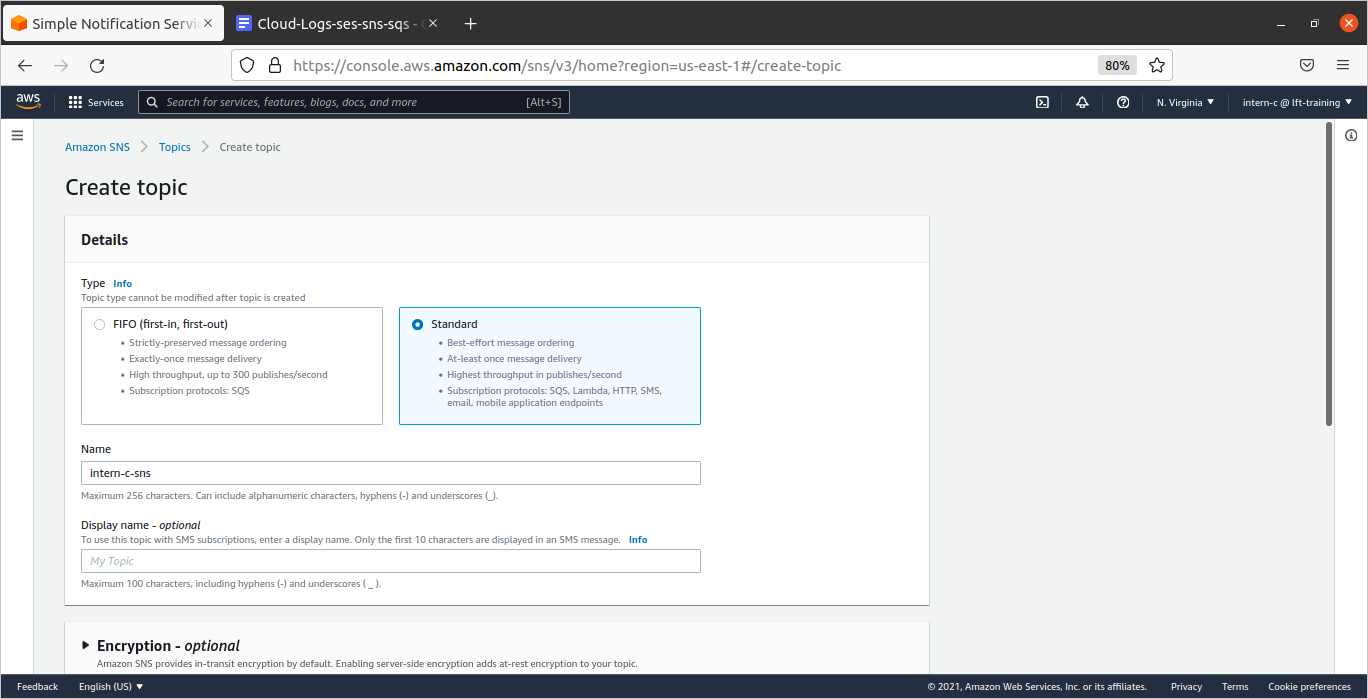 Simple Notification Servi
Cloud-Logs-ses-sns-sqs -
https://console.aws.amazon.com/sns/v3/home?region=us-east-1#/create-topic
80%
aws
Services
Search for services, features, blogs, docs, and more
[Alt+S]
N. Virginia
intern-c @ lft-training
Amazon SNS
Topics
Create topic
Create topic
Details
Type Info
Topic type cannot be modified after topic is created
FIFO (first-in, first-out)
• Strictly-preserved message ordering
• Exactly-once message delivery
• High throughput, up to 300 publishes/second
• Subscription protocols: SQS
Standard
• Best-effort message ordering
• At-least once message delivery
• Highest throughput in publishes/second
• Subscription protocols: SQS, Lambda, HTTP, SMS,
email, mobile application endpoints
Name
intern-c-sns
Maximum 256 characters. Can include alphanumeric characters, hyphens (-) and underscores (_).
Display name - optional
To use this topic with SMS subscriptions, enter a display name. Only the first 10 characters are displayed in an SMS message. Info
My Topic
Maximum 100 characters, including hyphens (-) and underscores ( _ ).
Encryption - optional
Amazon SNS provides in-transit encryption by default. Enabling server-side encryption adds at-rest encryption to your topic.
Feedback
English (US)
© 2021, Amazon Web Services, Inc. or its affiliates.
Privacy
Terms
Cookie preferences